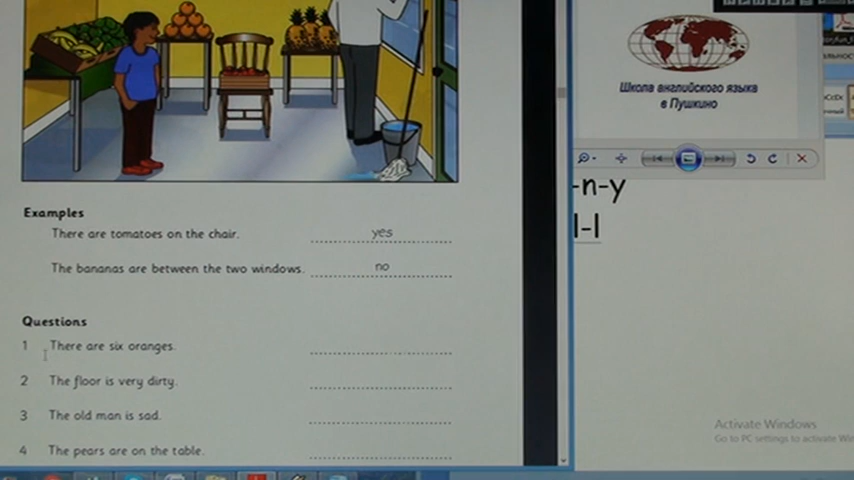 Школа английского языка
в Пушкино
-n-y
l-l
Examples
There are tomatoes on the chair. yes
The bananas are between the two windows. no
Questions
1 There are six oranges.
2 The floor is very dirty.
3 The old man is sad.
4 The pears are on the table.
Activate Windows
Go to PC settings to activate Win